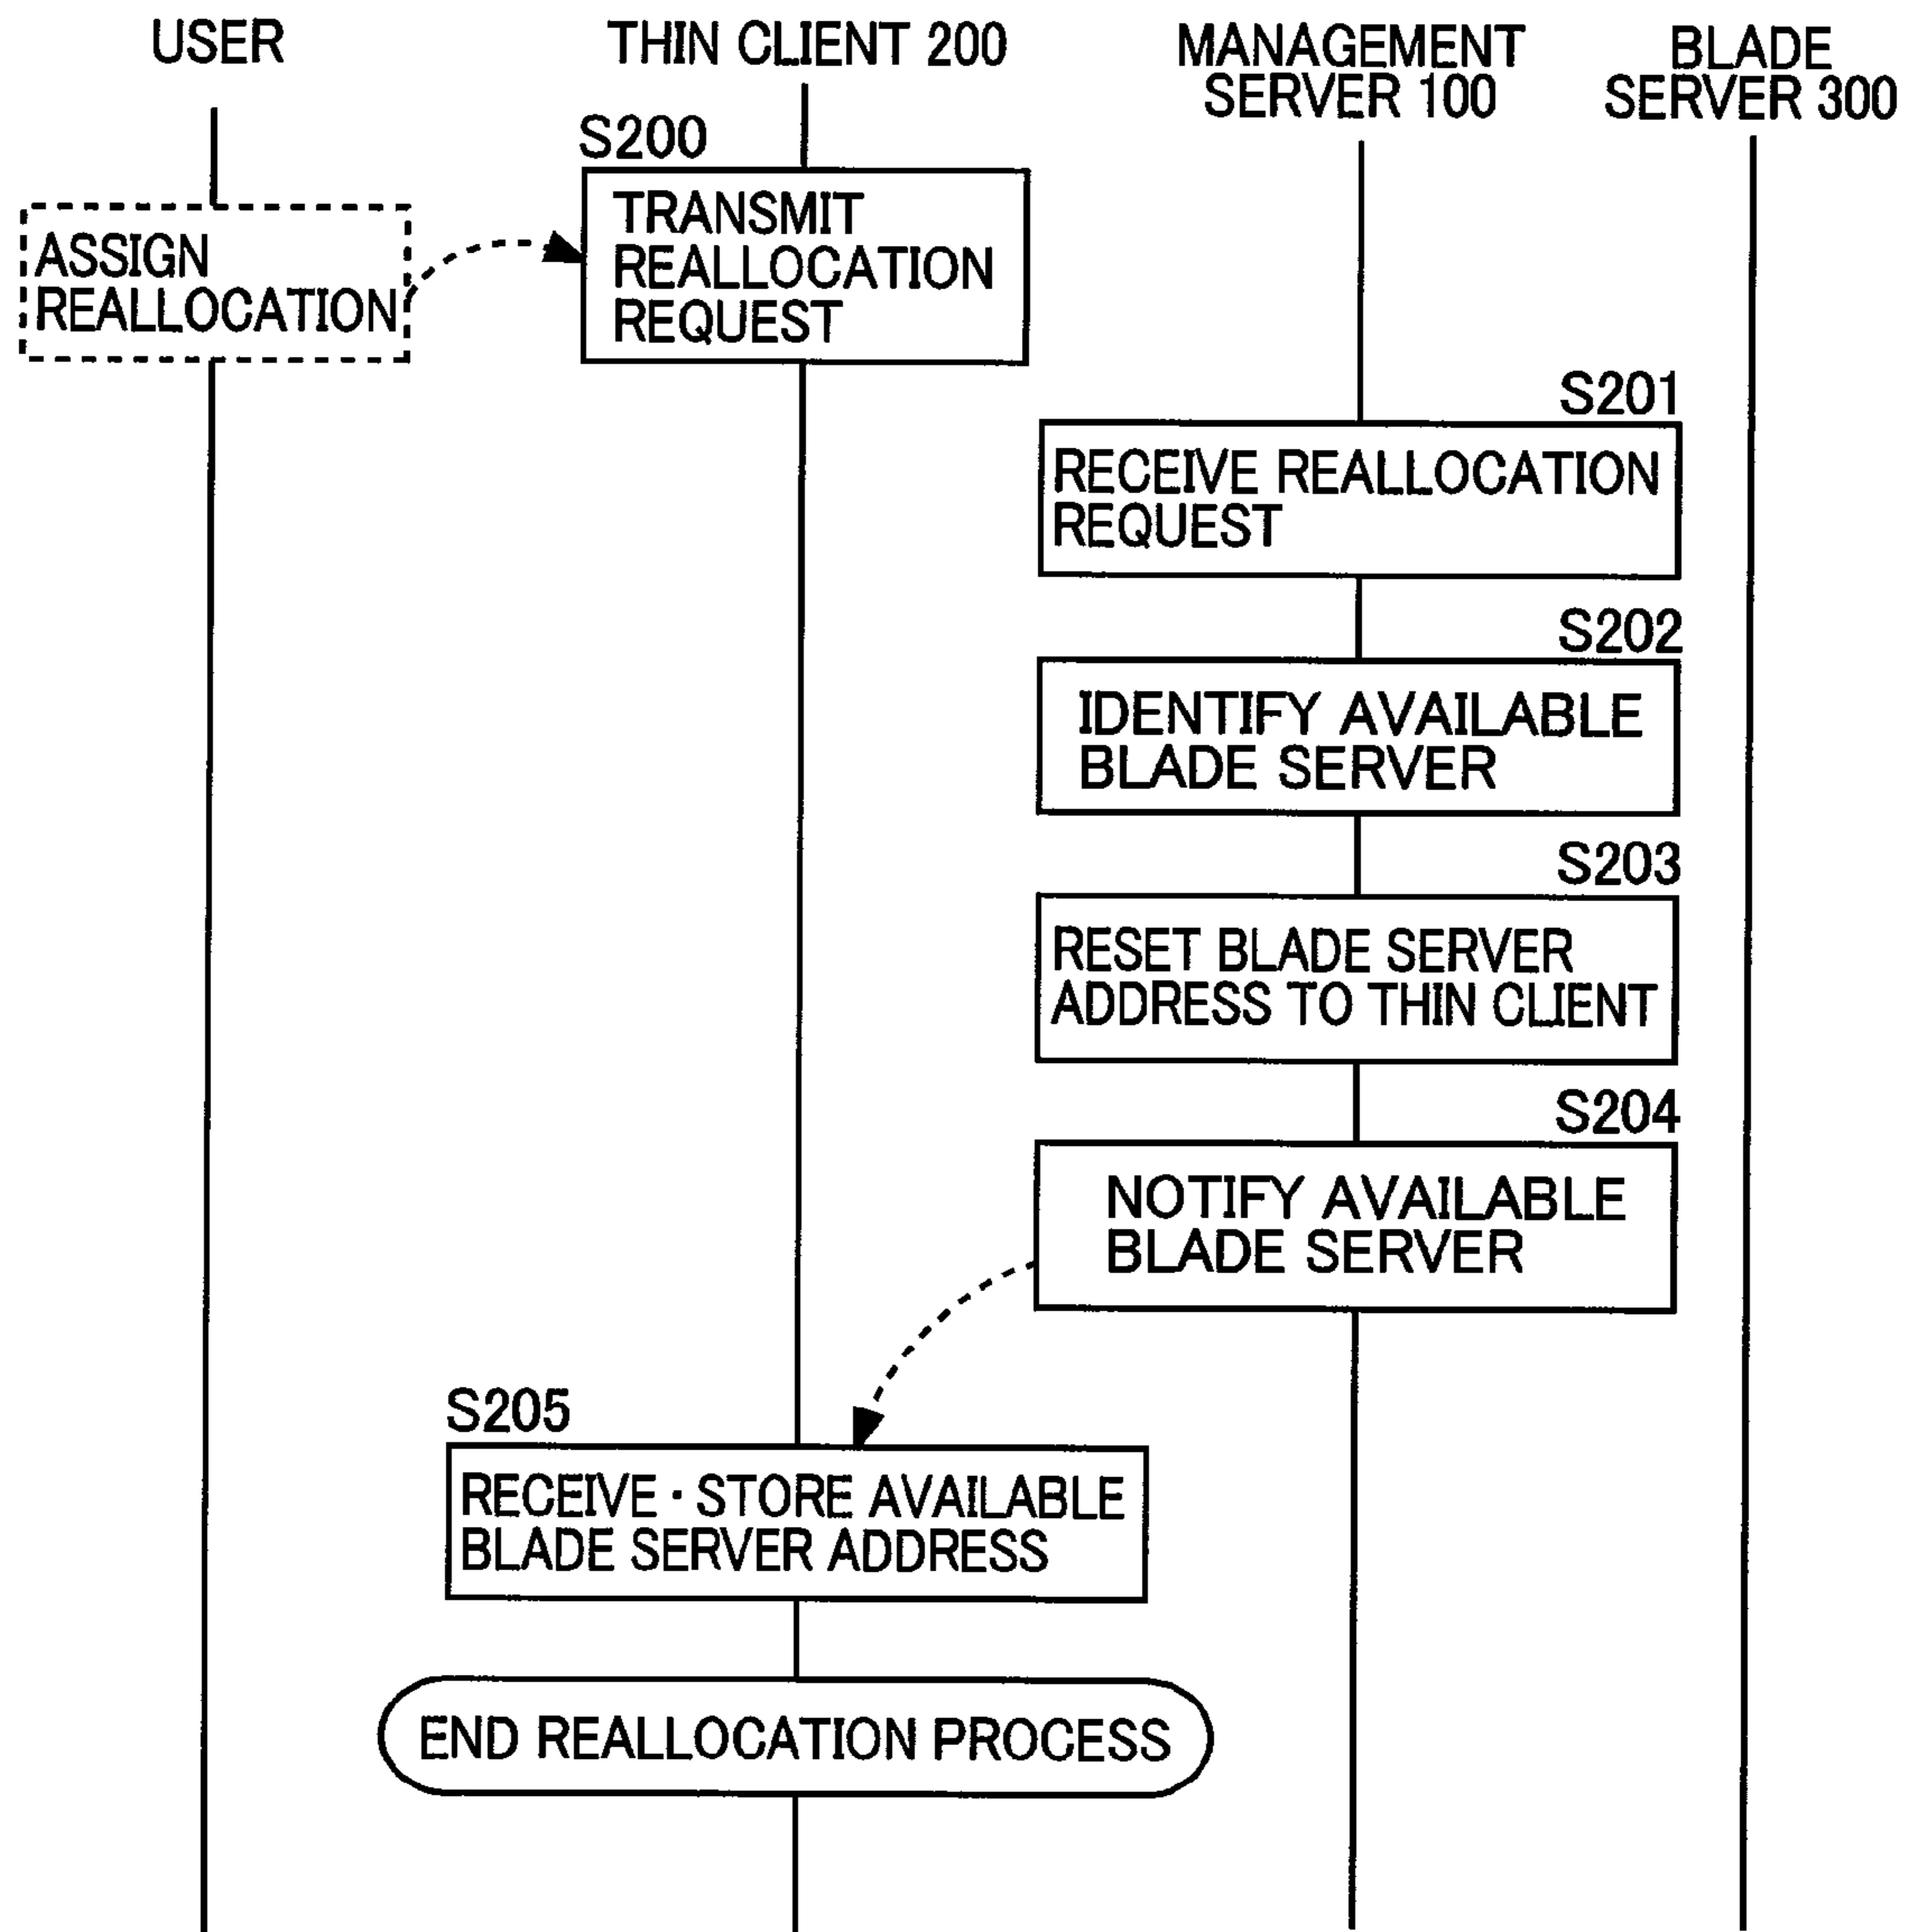 USER
THIN CLIENT 200
MANAGEMENT
SERVER 100
BLADE
SERVER 300
S200
TRANSMIT
REALLOCATION
REQUEST
ASSIGN
REALLOCATION
S201
RECEIVE REALLOCATION
REQUEST
S202
IDENTIFY AVAILABLE
BLADE SERVER
S203
RESET BLADE SERVER
ADDRESS TO THIN CLIENT
S204
NOTIFY AVAILABLE
BLADE SERVER
S205
RECEIVE・STORE AVAILABLE
BLADE SERVER ADDRESS
END REALLOCATION PROCESS